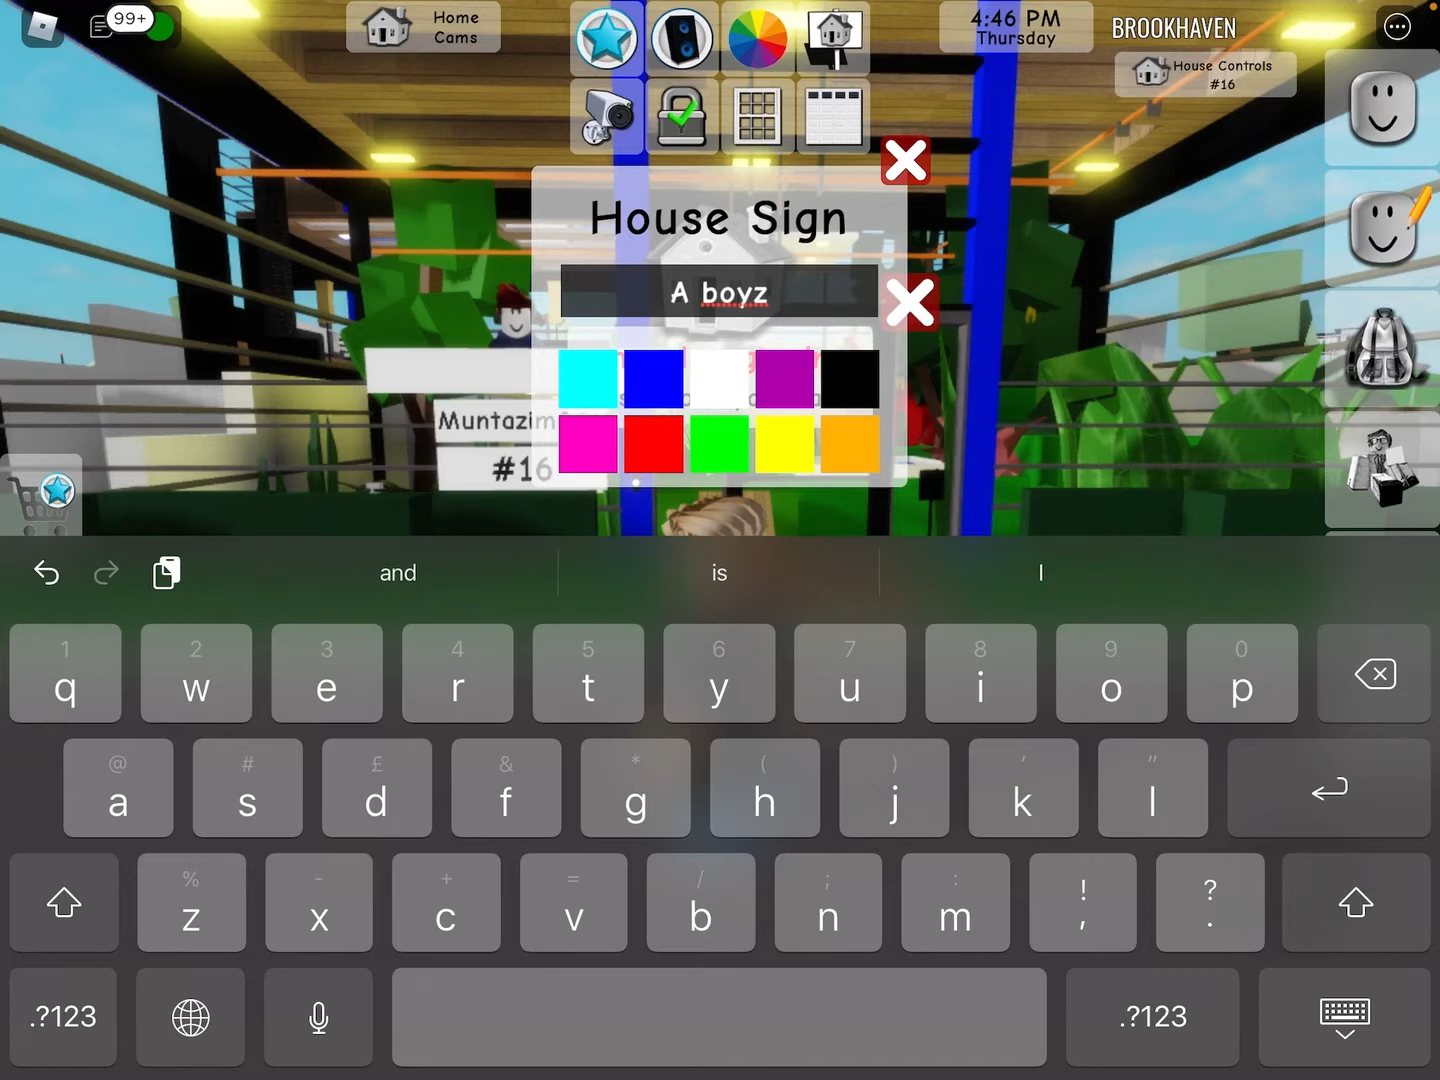 99+
Home
Cams
4:46 PM
Thursday
BROOKHAVEN
House Controls
#16
House Sign
A boyz
#16
and
is
I
1 2 3 4 5 6 7 8 9 0
q w e r t y u i o p
@ # £ & * ( ) ' "
a s d f g h j k l
% - + = / ; : ! ?
z x c v b n m , .
.?123
.?123